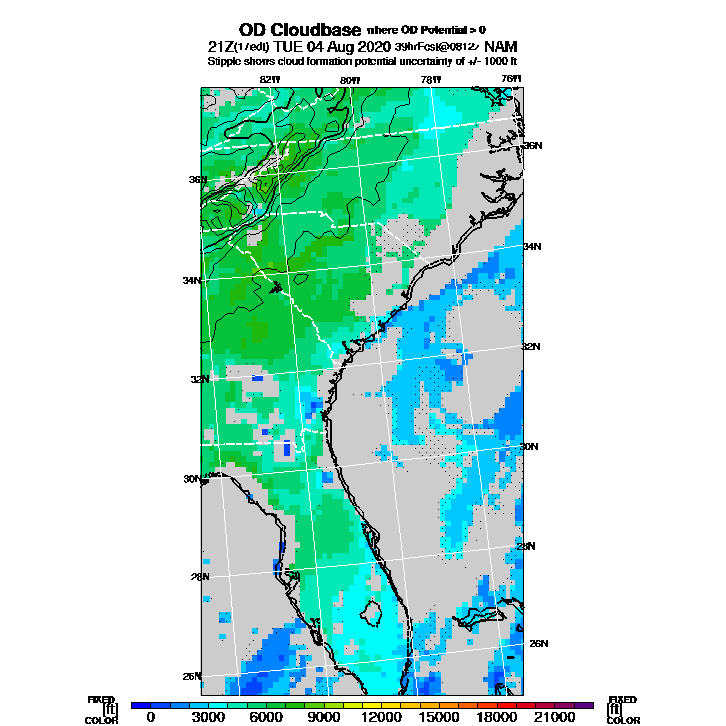 OD Cloudbase where OD Potential > 0
21Z(17edt) TUE 04 Aug 2020 39hrFcst@0812z NAM
Stipple shows cloud formation potential uncertainty of +/- 1000 ft
82W 80W 78W 76W
36N 36N
34N 34N
32N 32N
30N 30N
28N 28N
26N 26N
FIXED FIXED
[ft] [ft]
COLOR COLOR
0 3000 6000 9000 12000 15000 18000 21000